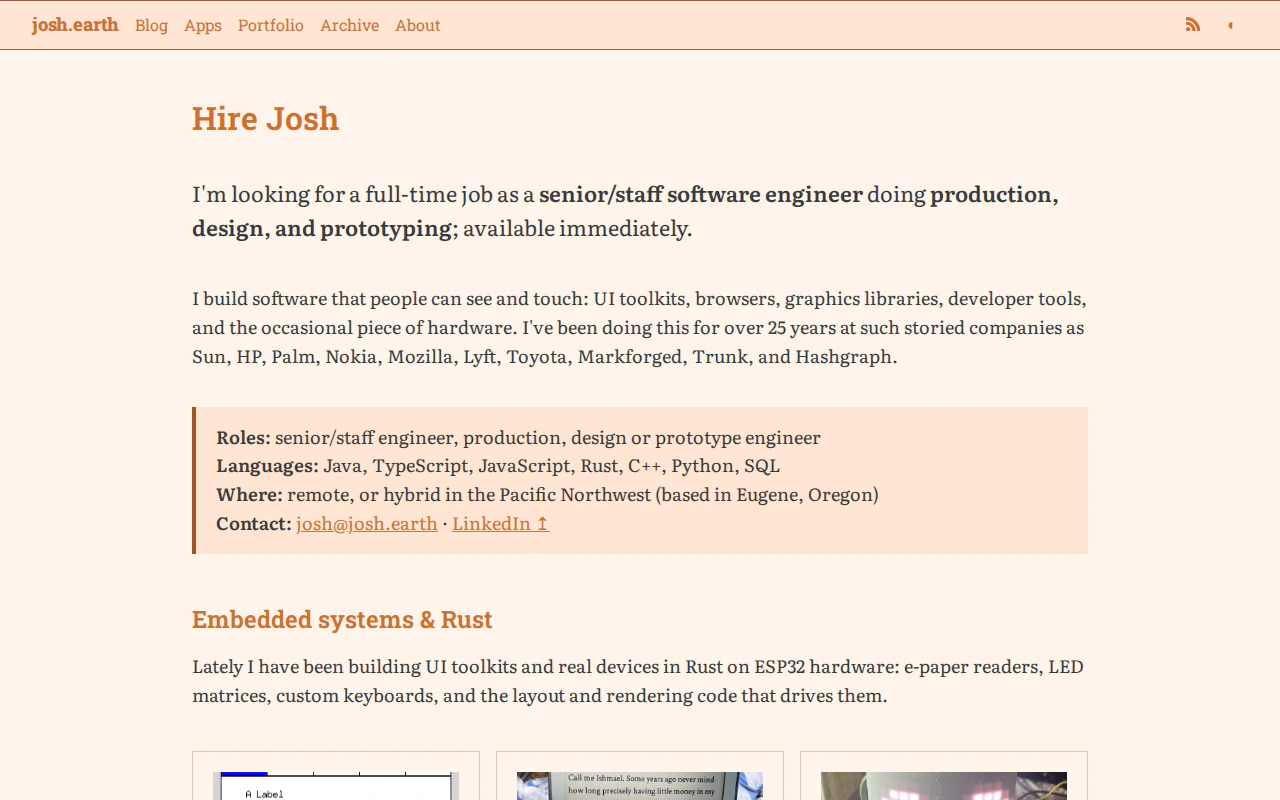 josh.earth Blog Apps Portfolio Archive About
Hire Josh
I'm looking for a full-time job as a senior/staff software engineer doing production,
design, and prototyping; available immediately.
I build software that people can see and touch: UI toolkits, browsers, graphics libraries, developer tools,
and the occasional piece of hardware. I've been doing this for over 25 years at such storied companies as
Sun, HP, Palm, Nokia, Mozilla, Lyft, Toyota, Markforged, Trunk, and Hashgraph.
Roles: senior/staff engineer, production, design or prototype engineer
Languages: Java, TypeScript, JavaScript, Rust, C++, Python, SQL
Where: remote, or hybrid in the Pacific Northwest (based in Eugene, Oregon)
Contact: josh@josh.earth · LinkedIn ↥
Embedded systems & Rust
Lately I have been building UI toolkits and real devices in Rust on ESP32 hardware: e-paper readers, LED
matrices, custom keyboards, and the layout and rendering code that drives them.
A Label
Call me Ishmael. Some years ago never mind
how long precisely having little money in my